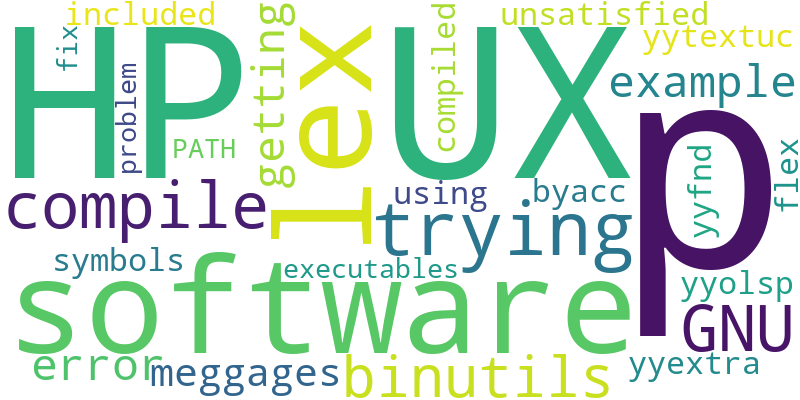 included
unsatisfied
fix
getting
compiled
yytextuc
HP
lex
UX
example
problem
PATH
p
compile
using
byacc
yyfnd
flex
trying
symbols
executables
software
yyolsp
GNU
error
meggages
binutils
yyextra